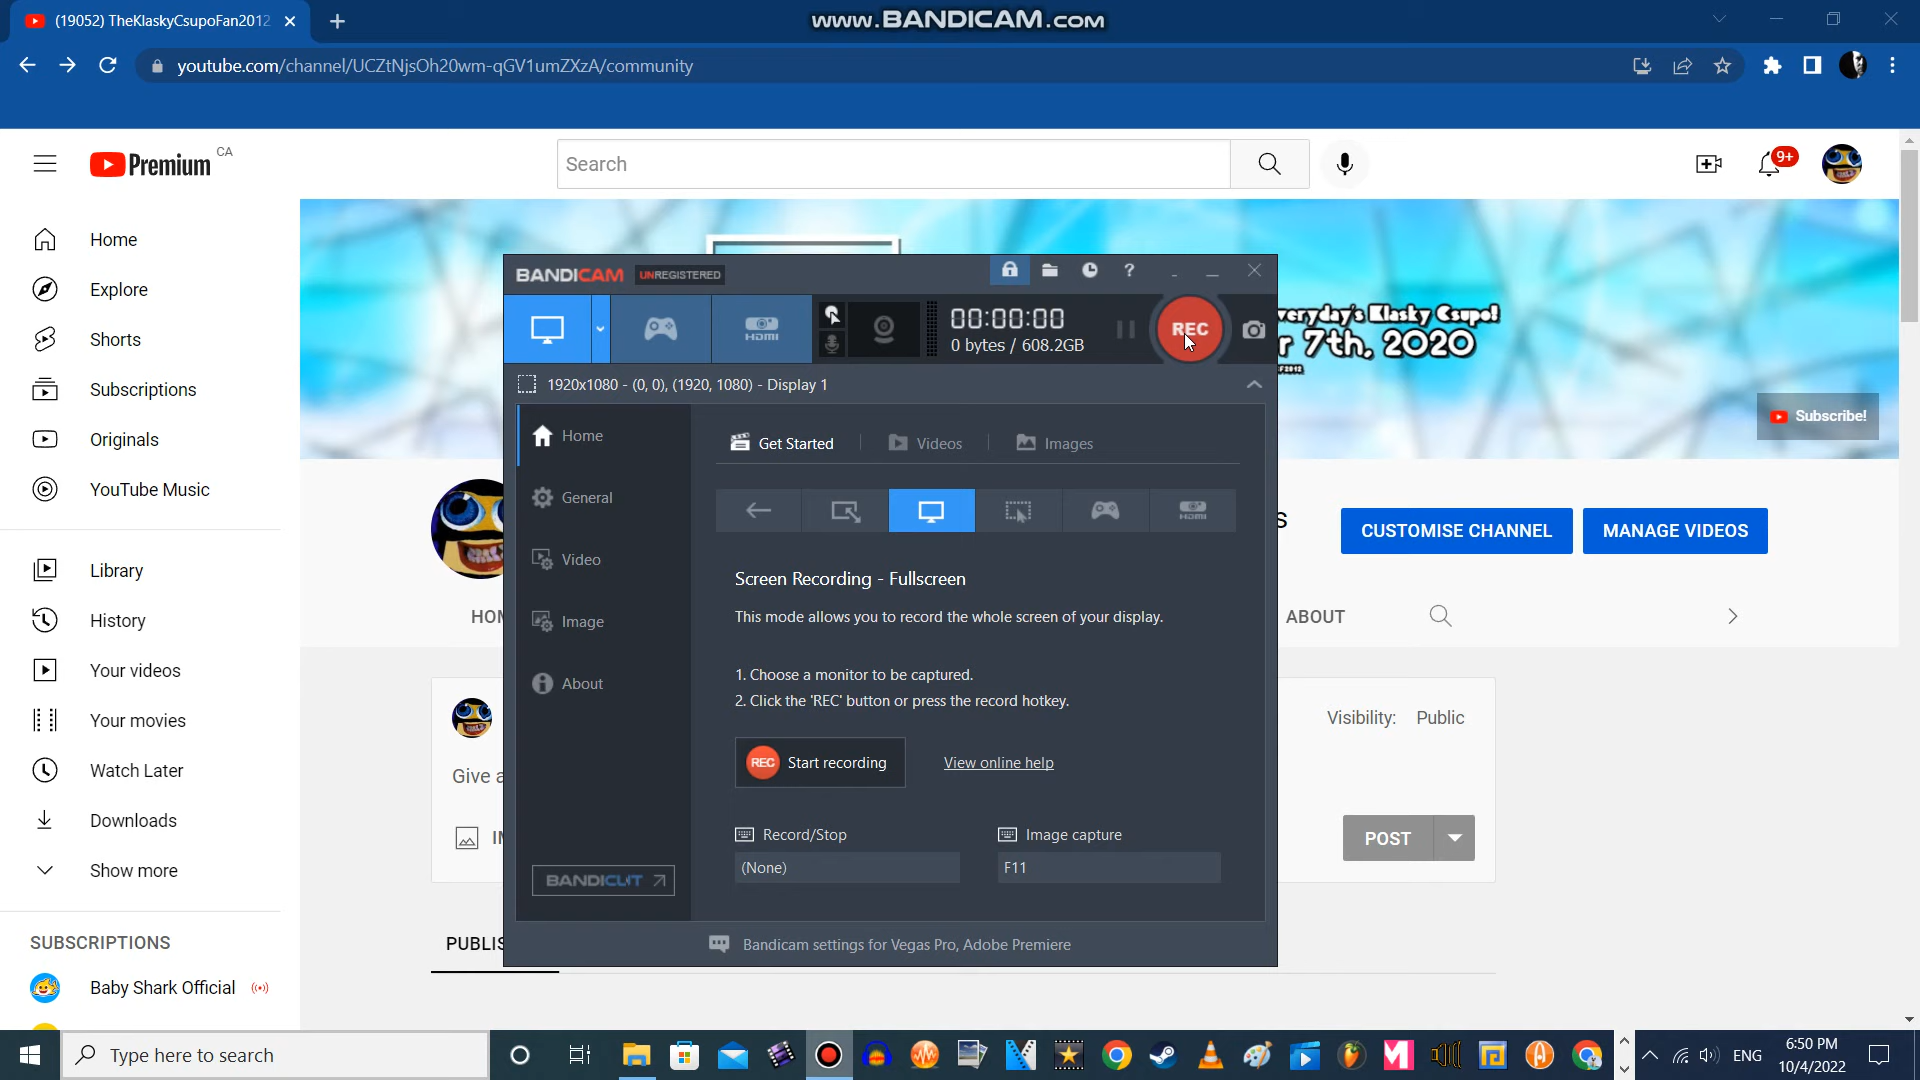 (19052) TheKlaskyCsupoFan2012
www.BANDICAM.com
youtube.com/channel/UCZtNjsOh20wm-qGV1umZXzA/community
Premium CA
Search
9+
Home
Explore
Shorts
Subscriptions
Originals
YouTube Music
Library
History
Your videos
Your movies
Watch Later
Downloads
Show more
SUBSCRIPTIONS
Baby Shark Official
everyday's Klasky Csupo!
r 7th, 2020
Subscribe!
s
CUSTOMISE CHANNEL
MANAGE VIDEOS
HOM
ABOUT
Visibility: Public
Give a
POST
PUBLIS
BANDICAM UNREGISTERED
HDMI
00:00:00
0 bytes / 608.2GB
REC
1920x1080 - (0, 0), (1920, 1080) - Display 1
Home
General
Video
Image
About
BANDICUT
Get Started
Videos
Images
HDMI
Screen Recording - Fullscreen
This mode allows you to record the whole screen of your display.
1. Choose a monitor to be captured.
2. Click the 'REC' button or press the record hotkey.
REC Start recording
View online help
Record/Stop
(None)
Image capture
F11
Bandicam settings for Vegas Pro, Adobe Premiere
Type here to search
ENG
6:50 PM
10/4/2022